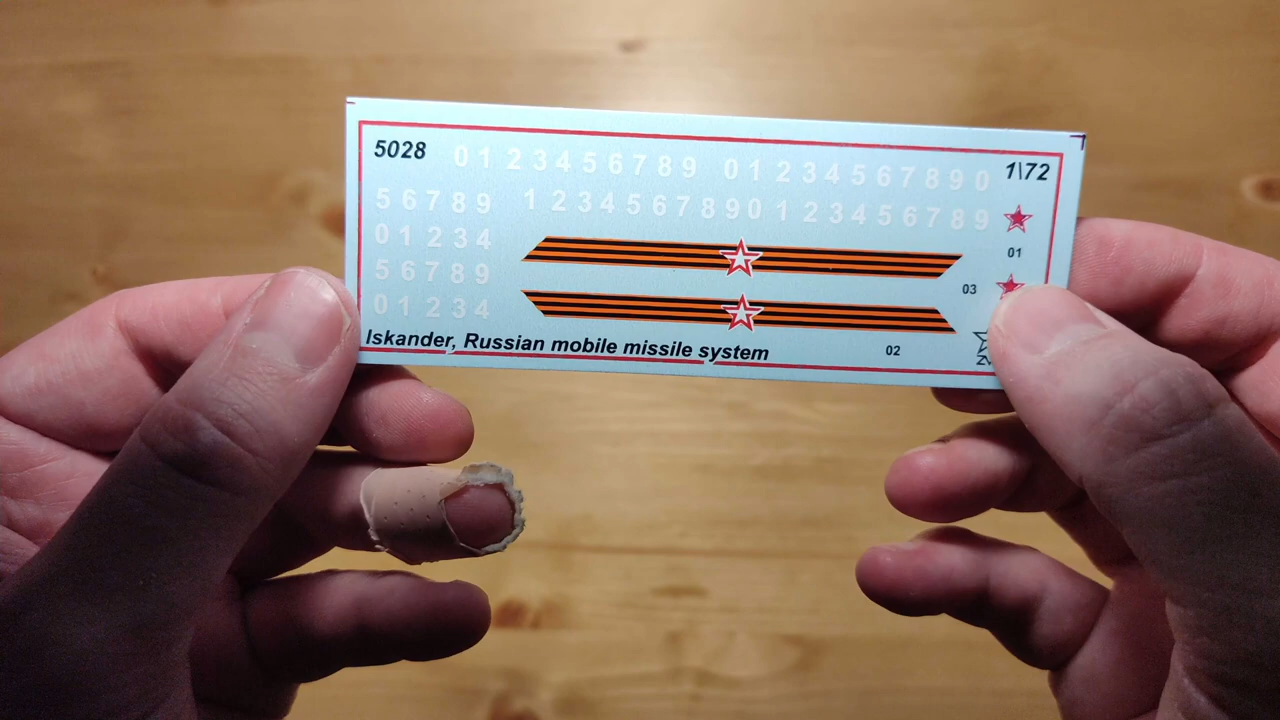 5028 0 1 2 3 4 5 6 7 8 9 0 1 2 3 4 5 6 7 8 9 0 1\72
5 6 7 8 9 1 2 3 4 5 6 7 8 9 0 1 2 3 4 5 6 7 8 9
0 1 2 3 4 01
5 6 7 8 9 03
0 1 2 3 4
02
Iskander, Russian mobile missile system